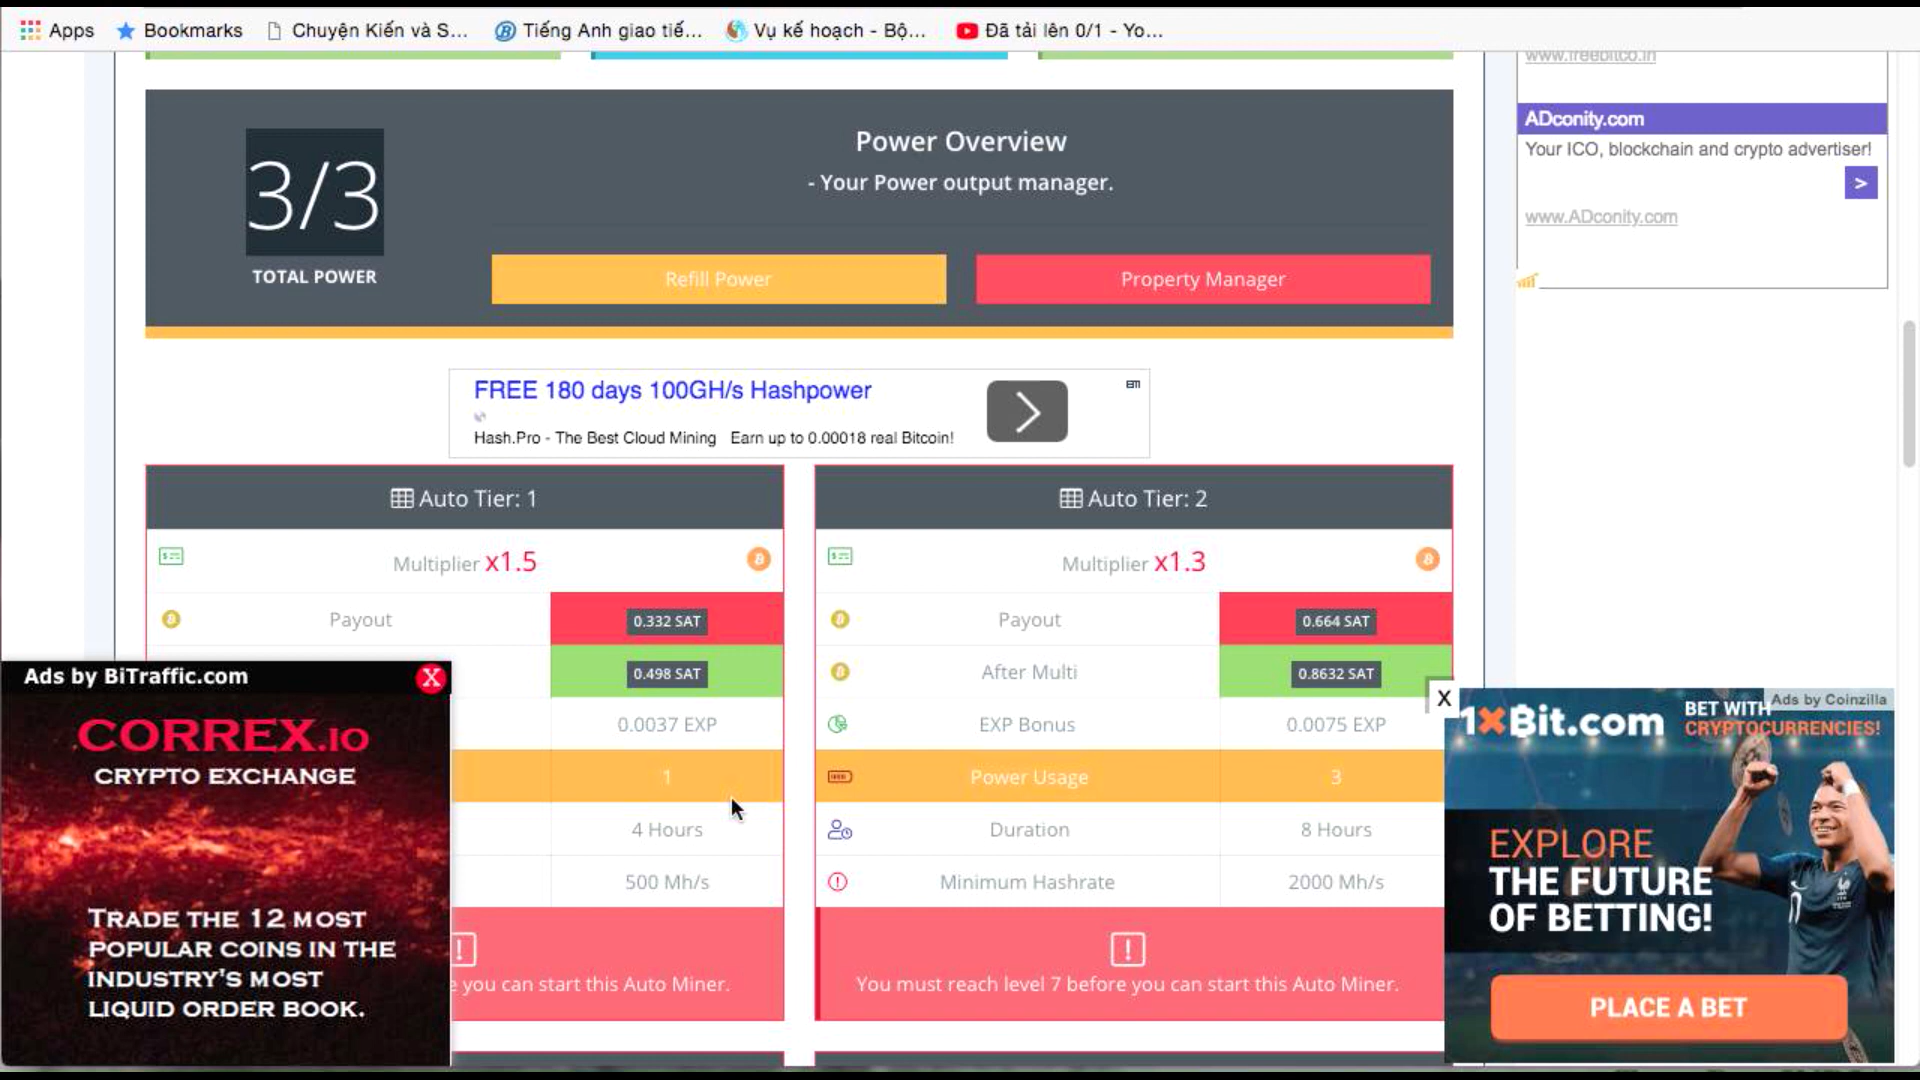 Apps
Bookmarks
Chuyện Kiến và S...
Tiếng Anh giao tiế...
Vụ kế hoạch - Bộ...
Đã tải lên 0/1 - Yo...
www.freebitco.in
3/3
TOTAL POWER
Power Overview
- Your Power output manager.
Refill Power
Property Manager
ADconity.com
Your ICO, blockchain and crypto advertiser!
>
www.ADconity.com
FREE 180 days 100GH/s Hashpower
Hash.Pro - The Best Cloud Mining Earn up to 0.00018 real Bitcoin!
Auto Tier: 1
Multiplier x1.5
Payout 0.332 SAT
0.498 SAT
0.0037 EXP
1
4 Hours
500 Mh/s
e you can start this Auto Miner.
Auto Tier: 2
Multiplier x1.3
Payout 0.664 SAT
After Multi 0.8632 SAT
EXP Bonus 0.0075 EXP
Power Usage 3
Duration 8 Hours
Minimum Hashrate 2000 Mh/s
You must reach level 7 before you can start this Auto Miner.
Ads by BiTraffic.com
X
CORREX.IO
CRYPTO EXCHANGE
TRADE THE 12 MOST
POPULAR COINS IN THE
INDUSTRY'S MOST
LIQUID ORDER BOOK.
X
Ads by Coinzilla
1XBit.com
BET WITH
CRYPTOCURRENCIES!
EXPLORE
THE FUTURE
OF BETTING!
PLACE A BET